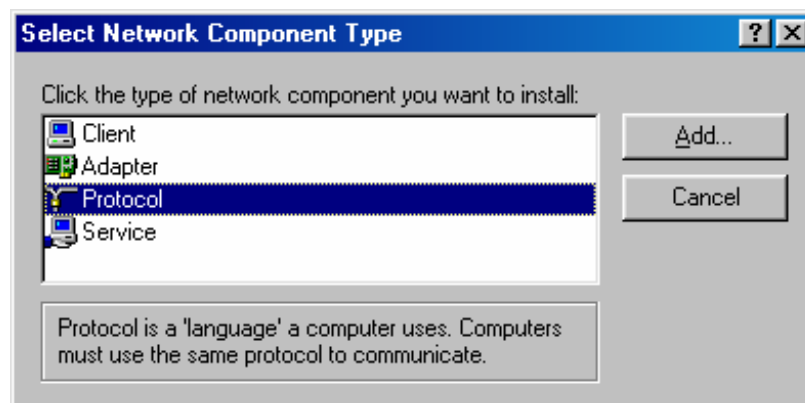 Select Network Component Type
Click the type of network component you want to install:
Client
Adapter
Protocol
Service
Add...
Cancel
Protocol is a 'language' a computer uses. Computers
must use the same protocol to communicate.